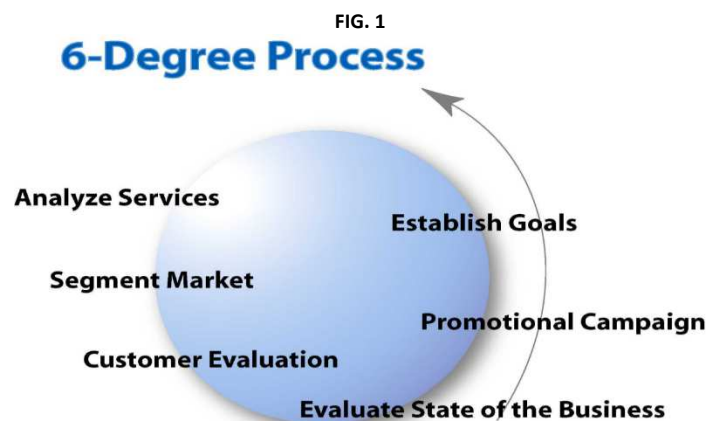 FIG. 1
6-Degree Process
Analyze Services
Establish Goals
Segment Market
Promotional Campaign
Customer Evaluation
Evaluate State of the Business